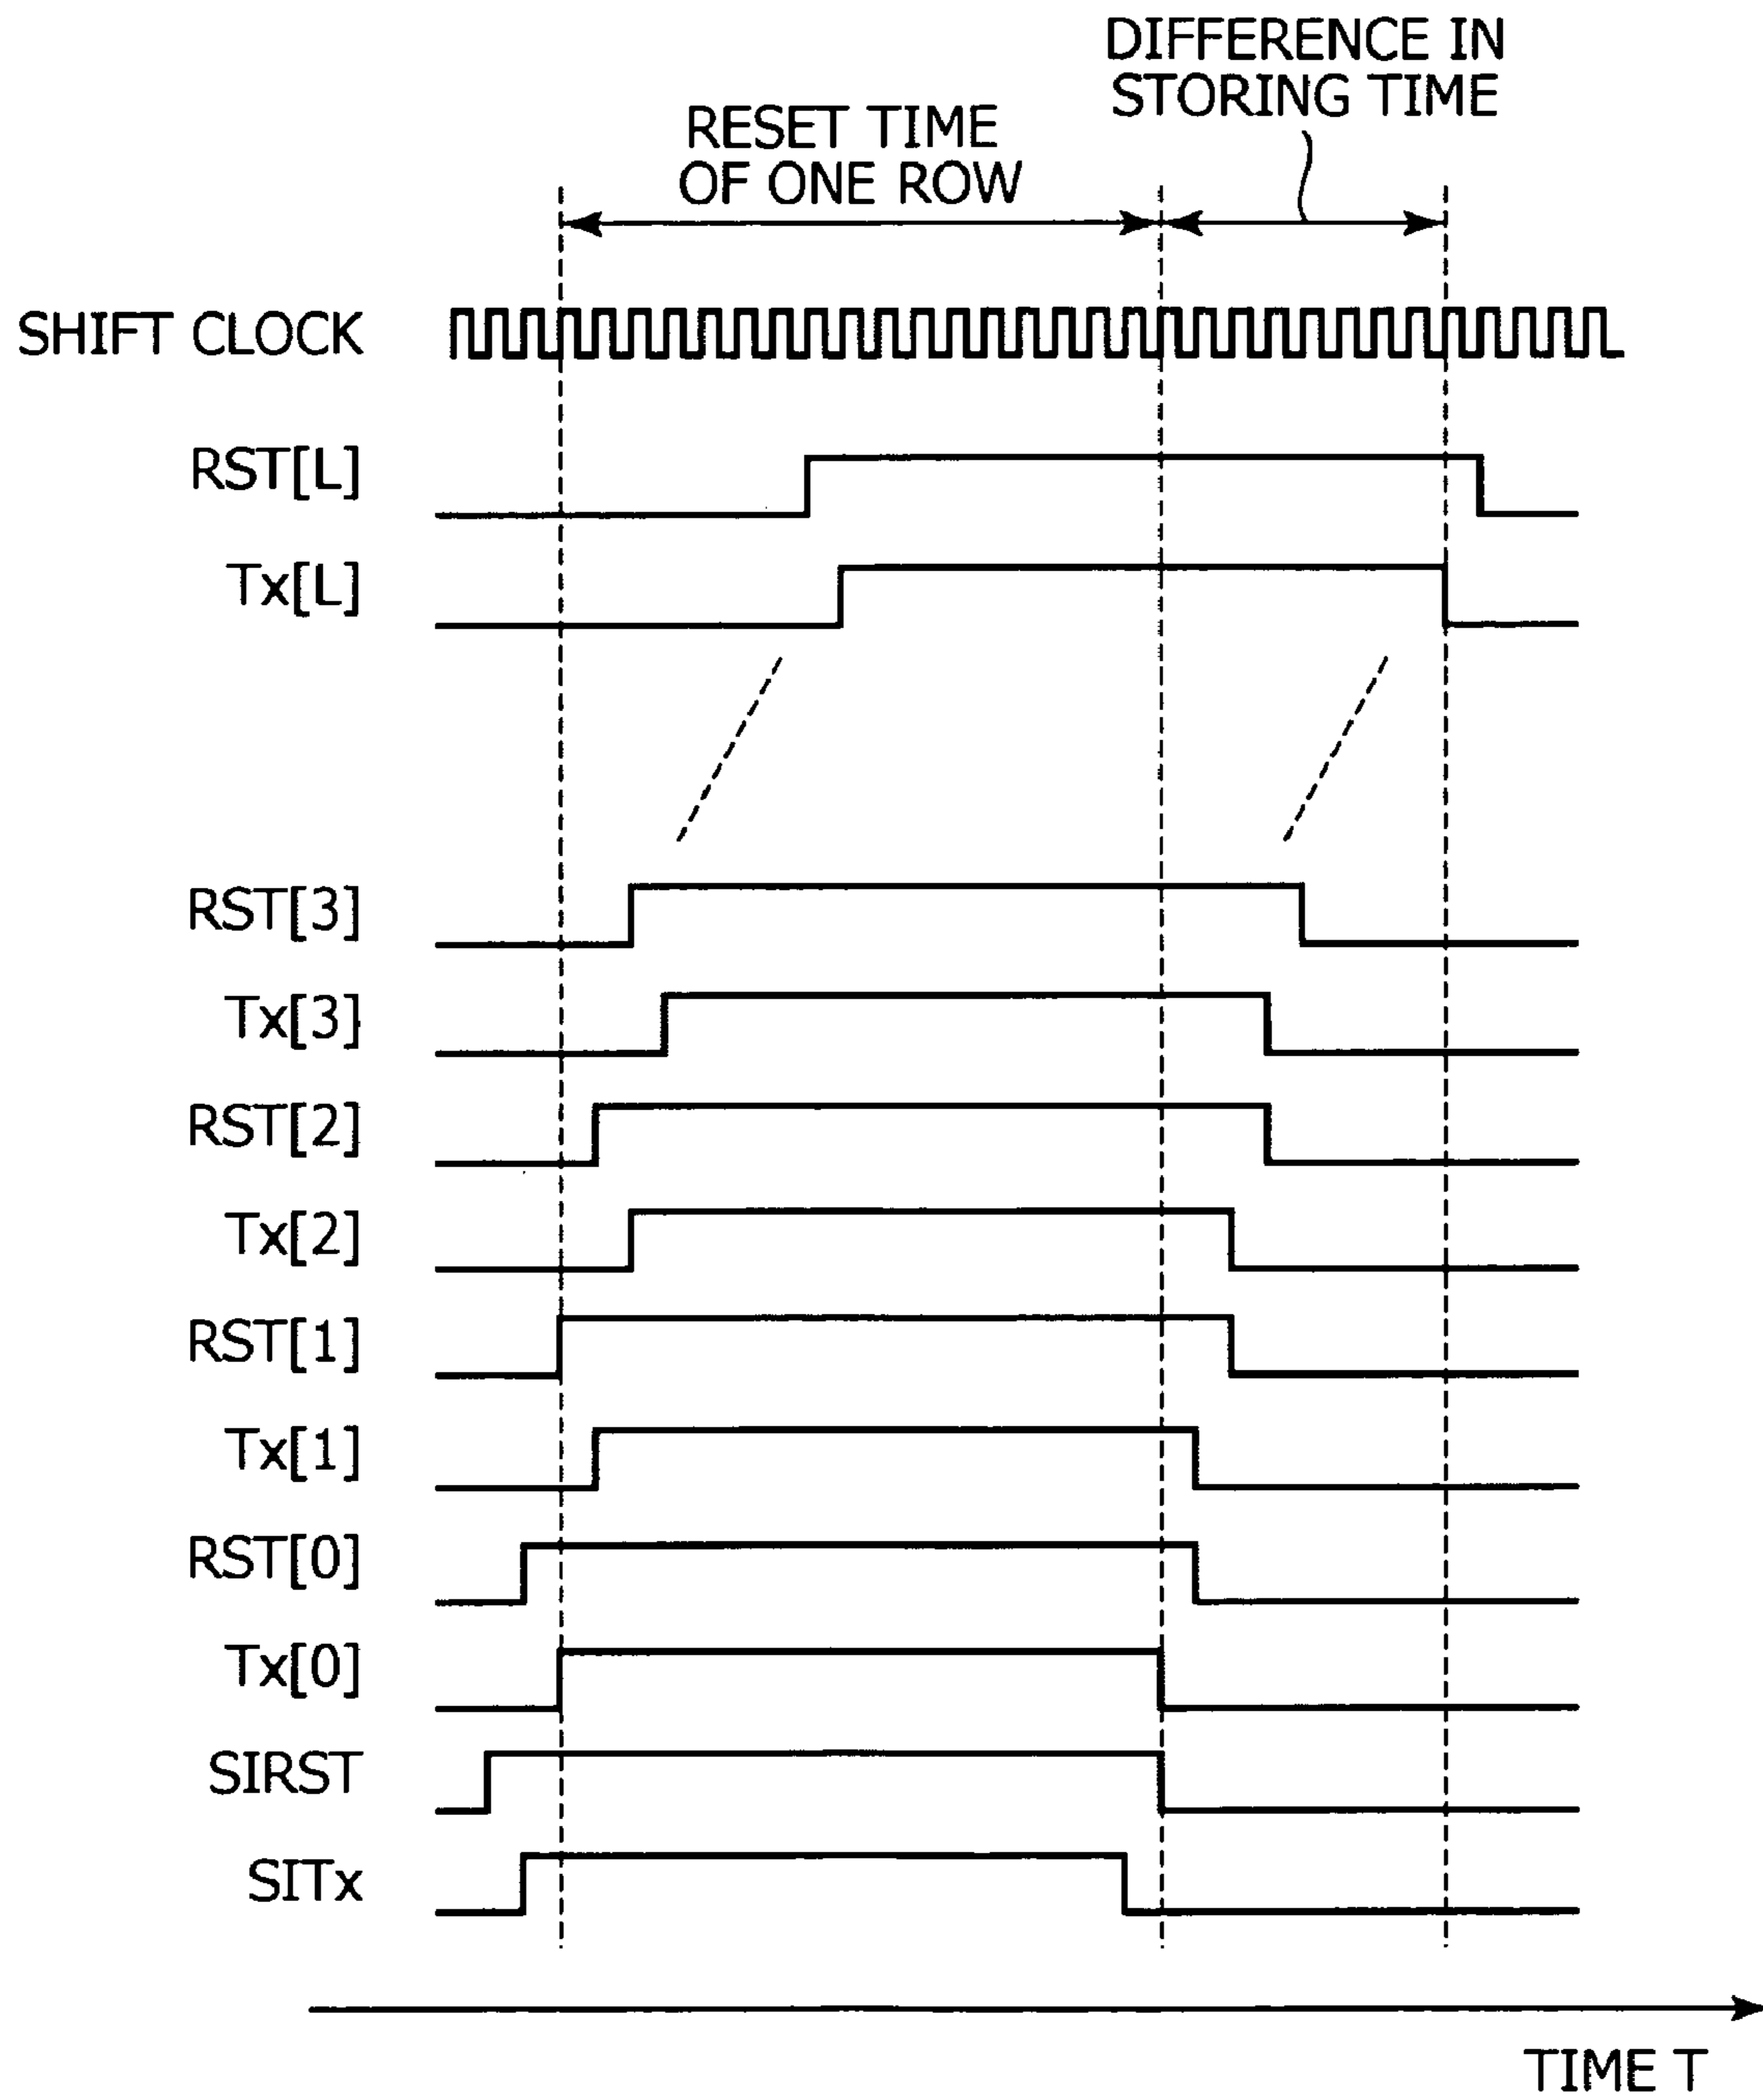 DIFFERENCE IN
STORING TIME
RESET TIME
OF ONE ROW
SHIFT CLOCK
RST[L]
Tx[L]
RST[3]
Tx[3]
RST[2]
Tx[2]
RST[1]
Tx[1]
RST[0]
Tx[0]
SIRST
SITx
TIME T